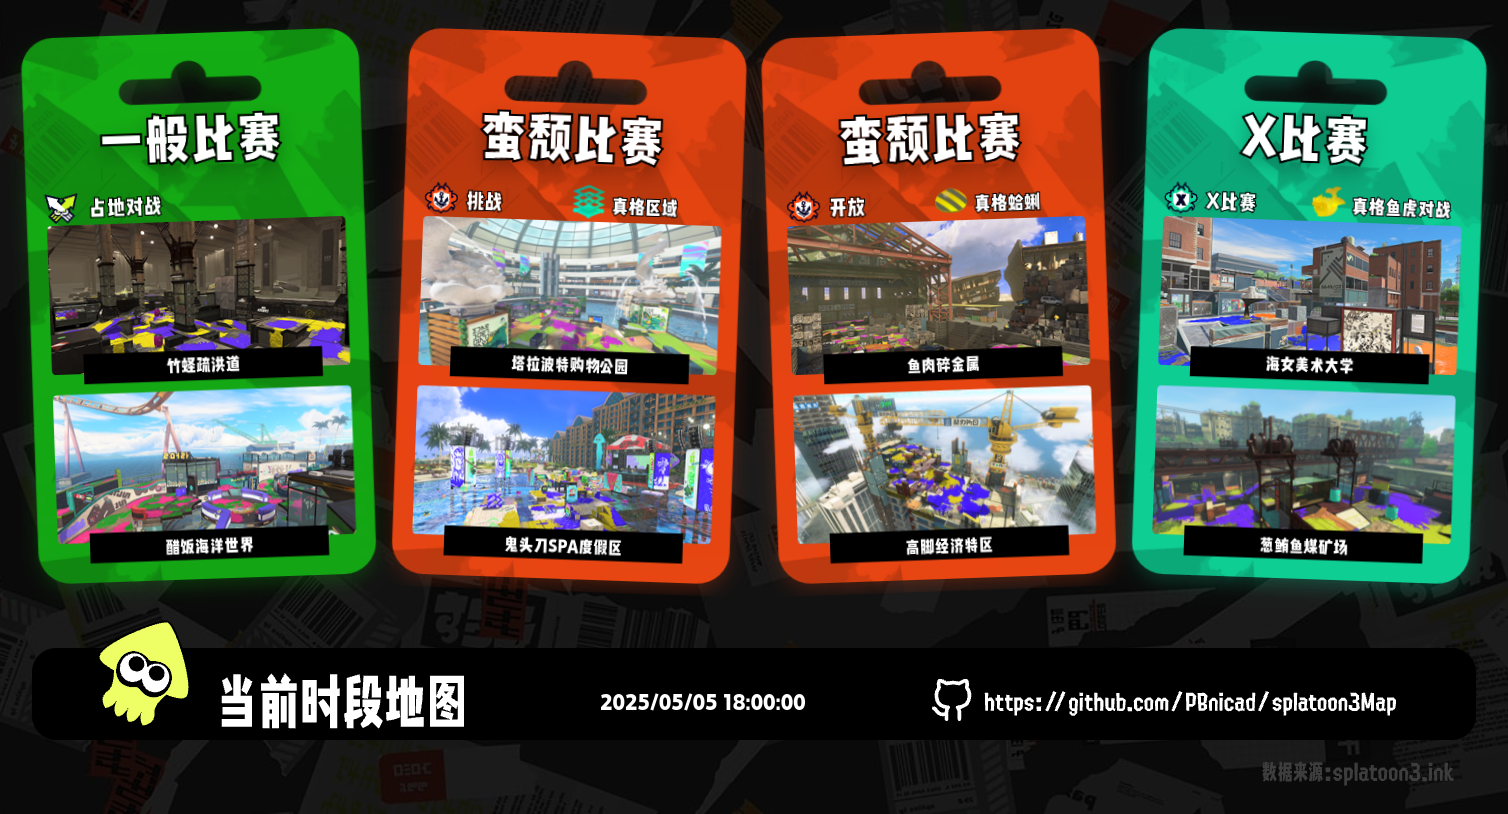 一般比赛
占地对战
竹蛏疏洪道
醋饭海洋世界
蛮颓比赛
挑战
真格区域
塔拉波特购物公园
鬼头刀SPA度假区
蛮颓比赛
开放
真格蛤蜊
鱼肉碎金属
高脚经济特区
X比赛
X比赛
真格鱼虎对战
海女美术大学
葱鲔鱼煤矿场
当前时段地图
2025/05/05 18:00:00
https://github.com/PBnicad/splatoon3Map
数据来源:splatoon3.ink